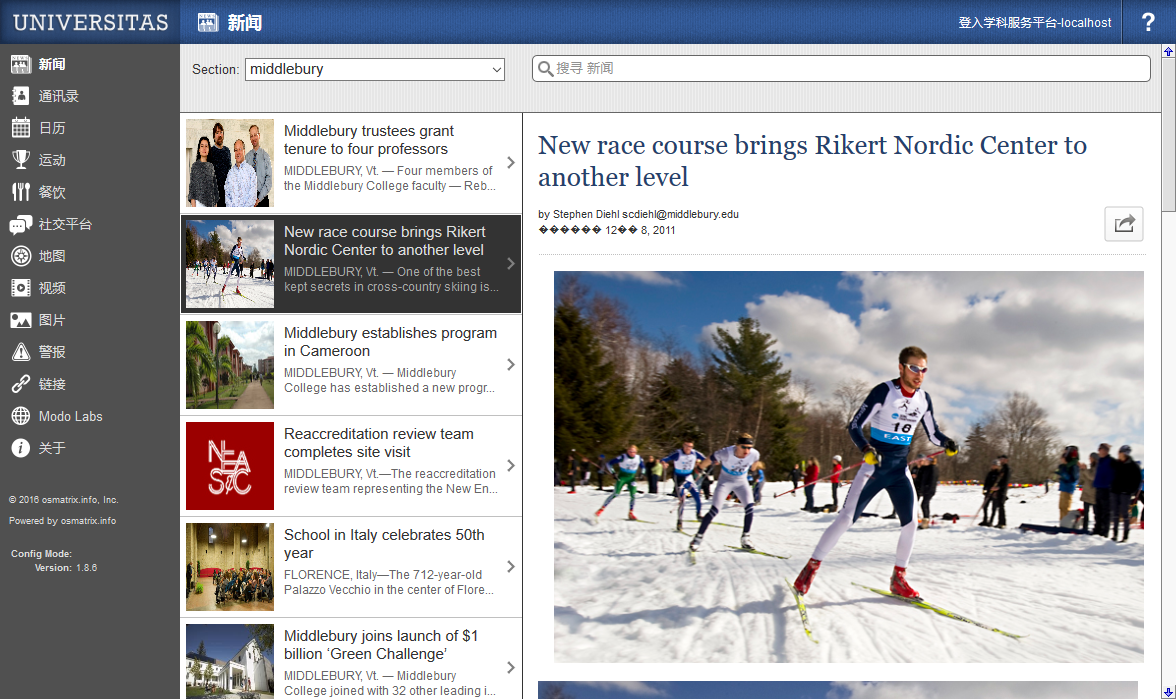 UNIVERSITAS
新闻
登入学科服务平台-localhost
?
新闻
通讯录
日历
运动
餐饮
社交平台
地图
视频
图片
警报
链接
Modo Labs
关于
© 2016 osmatrix.info, Inc.
Powered by osmatrix.info
Config Mode:
Version: 1.8.6
Section: middlebury
搜寻 新闻
Middlebury trustees grant
tenure to four professors
MIDDLEBURY, Vt. — Four members of
the Middlebury College faculty — Reb...
New race course brings Rikert
Nordic Center to another level
MIDDLEBURY, Vt. — One of the best
kept secrets in cross-country skiing is...
Middlebury establishes program
in Cameroon
MIDDLEBURY, Vt. — Middlebury
College has established a new progr...
NEASC
Reaccreditation review team
completes site visit
MIDDLEBURY, Vt.—The reaccreditation
review team representing the New En...
School in Italy celebrates 50th
year
FLORENCE, Italy—The 712-year-old
Palazzo Vecchio in the center of Flore...
Middlebury joins launch of $1
billion ‘Green Challenge’
MIDDLEBURY, Vt. — Middlebury
College joined with 32 other leading i...
New race course brings Rikert Nordic Center to
another level
by Stephen Diehl scdiehl@middlebury.edu
������ 12�� 8, 2011
18
EAST